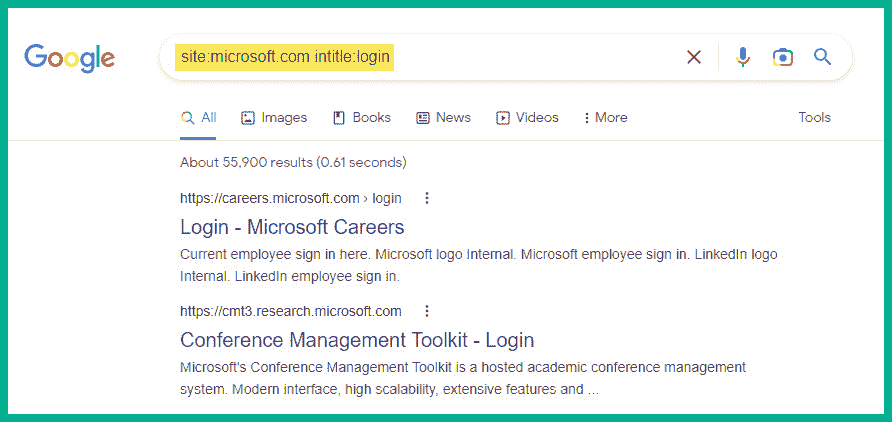 Google
site:microsoft.com intitle:login
All Images Books News Videos More Tools
About 55,900 results (0.61 seconds)
https://careers.microsoft.com › login
Login - Microsoft Careers
Current employee sign in here. Microsoft logo Internal. Microsoft employee sign in. LinkedIn logo
Internal. LinkedIn employee sign in.
https://cmt3.research.microsoft.com
Conference Management Toolkit - Login
Microsoft's Conference Management Toolkit is a hosted academic conference management
system. Modern interface, high scalability, extensive features and ...